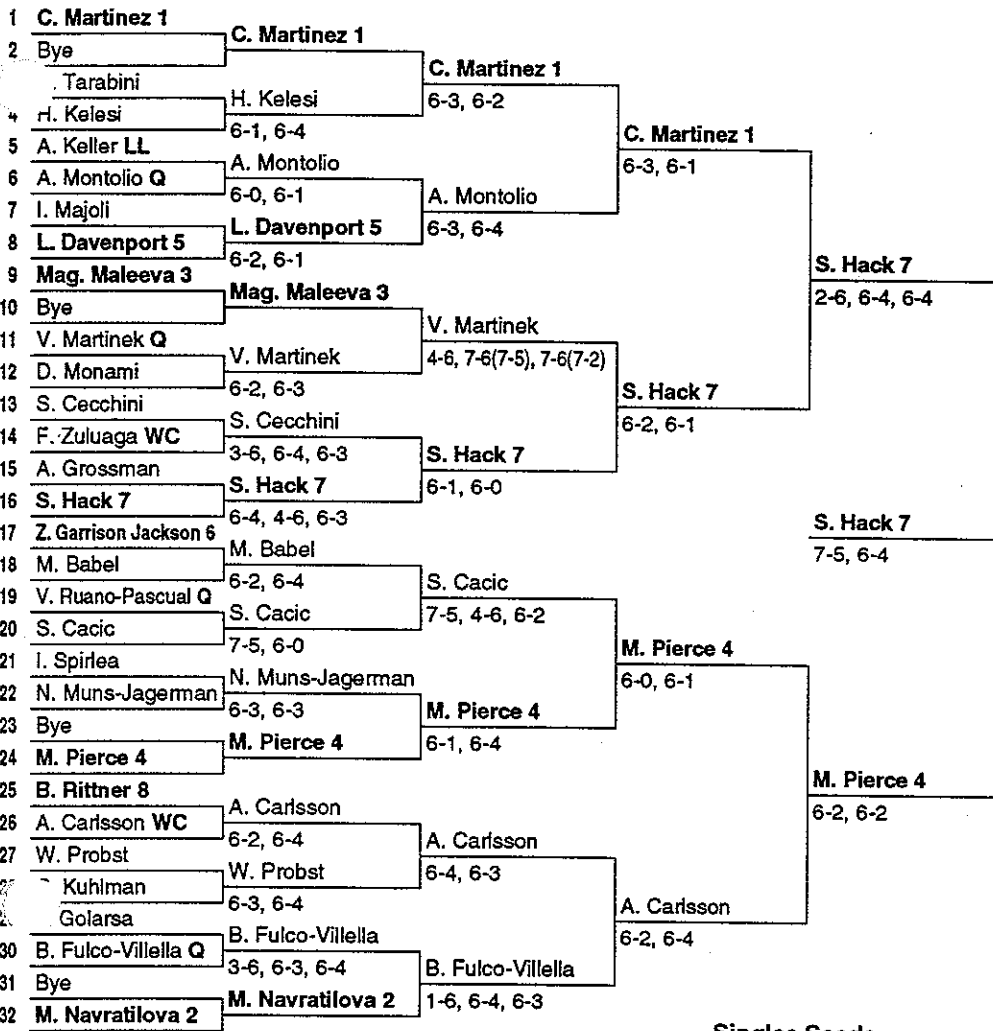 1 C. Martinez 1
2 Bye
. Tarabini
4 H. Kelesi
5 A. Keller LL
6 A. Montolio Q
7 I. Majoli
8 L. Davenport 5
9 Mag. Maleeva 3
10 Bye
11 V. Martinek Q
12 D. Monami
13 S. Cecchini
14 F. Zuluaga WC
15 A. Grossman
16 S. Hack 7
17 Z. Garrison Jackson 6
18 M. Babel
19 V. Ruano-Pascual Q
20 S. Cacic
21 I. Spirlea
22 N. Muns-Jagerman
23 Bye
24 M. Pierce 4
25 B. Rittner 8
26 A. Carlsson WC
27 W. Probst
Kuhlman
Golarsa
30 B. Fulco-Villella Q
31 Bye
32 M. Navratilova 2
C. Martinez 1
H. Kelesi
6-1, 6-4
A. Montolio
6-0, 6-1
L. Davenport 5
6-2, 6-1
Mag. Maleeva 3
V. Martinek
6-2, 6-3
S. Cecchini
3-6, 6-4, 6-3
S. Hack 7
6-4, 4-6, 6-3
M. Babel
6-2, 6-4
S. Cacic
7-5, 6-0
N. Muns-Jagerman
6-3, 6-3
M. Pierce 4
A. Carlsson
6-2, 6-4
W. Probst
6-3, 6-4
B. Fulco-Villella
3-6, 6-3, 6-4
M. Navratilova 2
C. Martinez 1
6-3, 6-2
A. Montolio
6-3, 6-4
V. Martinek
4-6, 7-6(7-5), 7-6(7-2)
S. Hack 7
6-1, 6-0
S. Cacic
7-5, 4-6, 6-2
M. Pierce 4
6-1, 6-4
A. Carlsson
6-4, 6-3
B. Fulco-Villella
1-6, 6-4, 6-3
C. Martinez 1
6-3, 6-1
S. Hack 7
6-2, 6-1
M. Pierce 4
6-0, 6-1
A. Carlsson
6-2, 6-4
S. Hack 7
2-6, 6-4, 6-4
M. Pierce 4
6-2, 6-2
S. Hack 7
7-5, 6-4